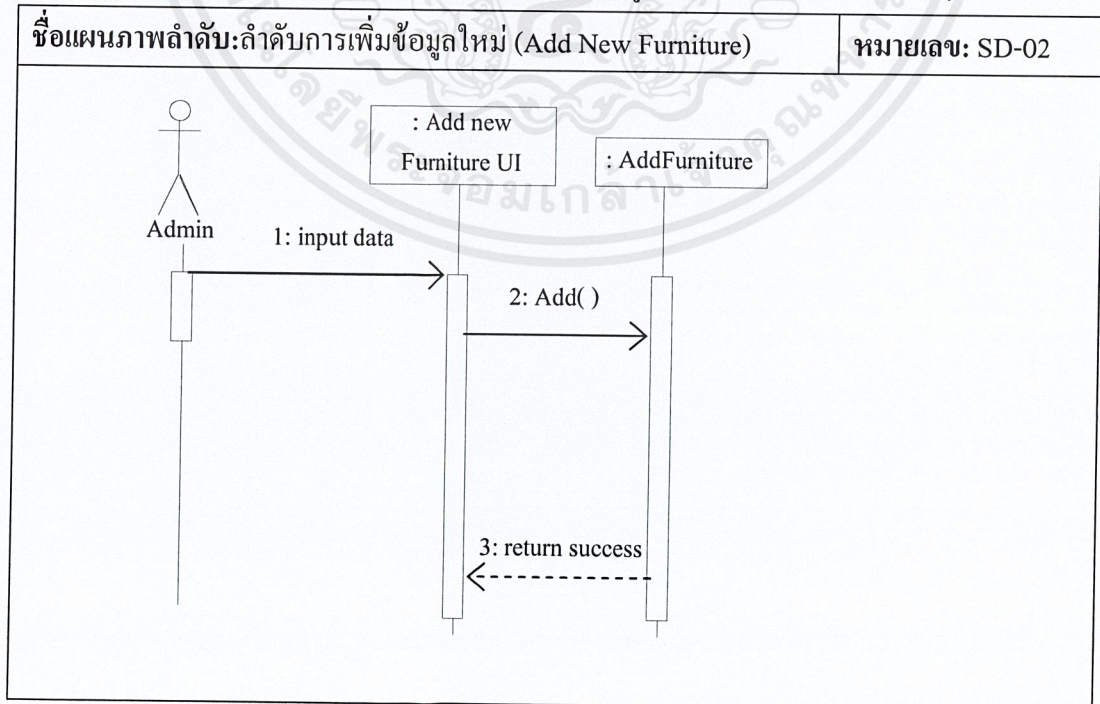 ชื่อแผนภาพลำดับ:ลำดับการเพิ่มข้อมูลใหม่ (Add New Furniture)
หมายเลข: SD-02
: Add new
Furniture UI
: AddFurniture
Admin
1: input data
2: Add( )
3: return success